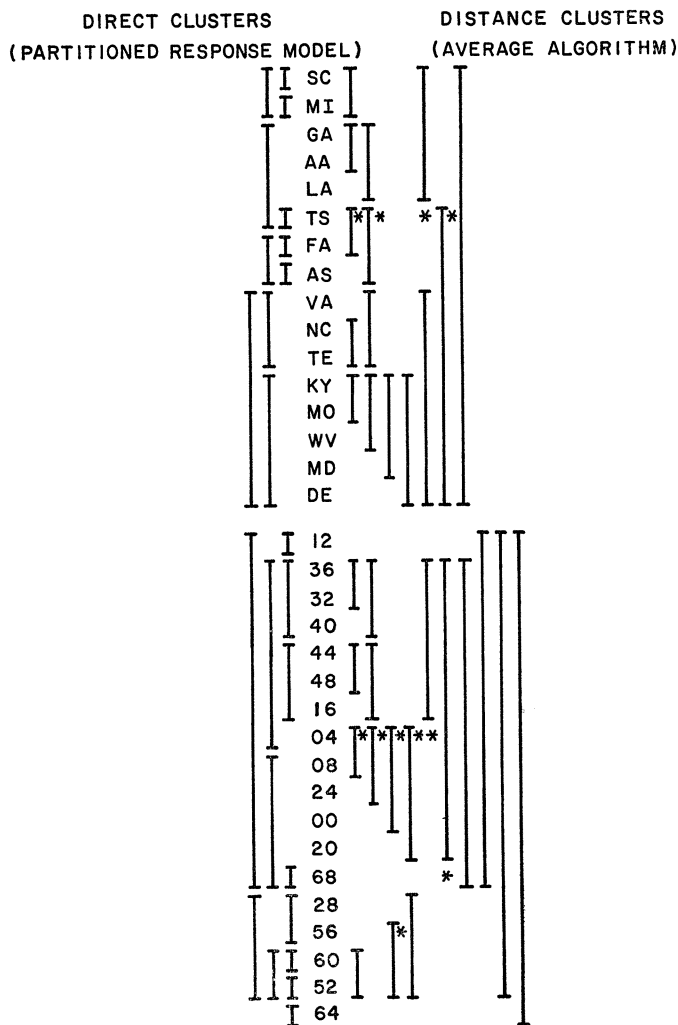 DIRECT CLUSTERS DISTANCE CLUSTERS
(PARTITIONED RESPONSE MODEL) (AVERAGE ALGORITHM)
SC
MI
GA
AA
LA
TS * * * *
FA
AS
VA
NC
TE
KY
MO
WV
MD
DE
12
36
32
40
44
48
16
04 * * * * *
08
24
00
20
68 *
28
56 *
60
52
64